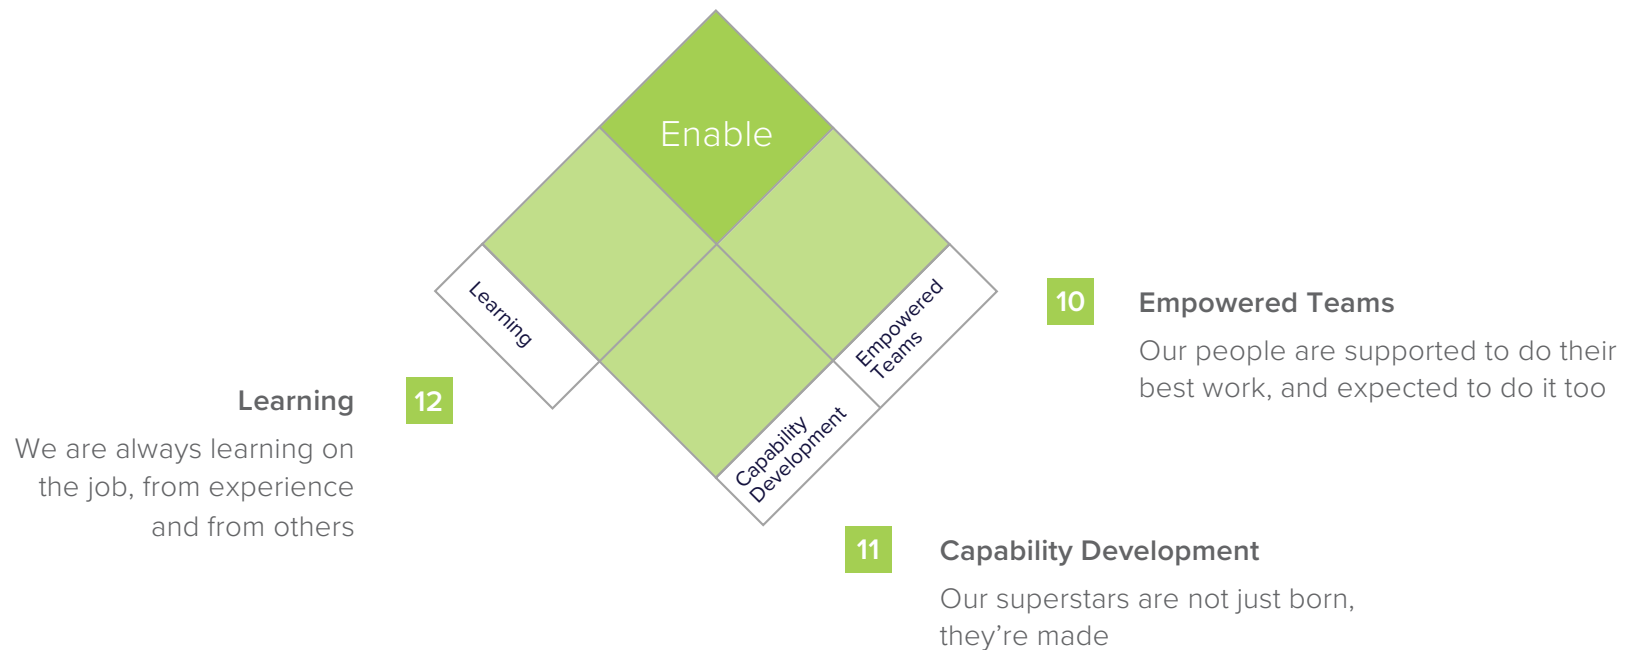 Enable
Learning
Empowered
Teams
Capability
Development
10
Empowered Teams
Our people are supported to do their
best work, and expected to do it too
12
Learning
We are always learning on
the job, from experience
and from others
11
Capability Development
Our superstars are not just born,
they’re made